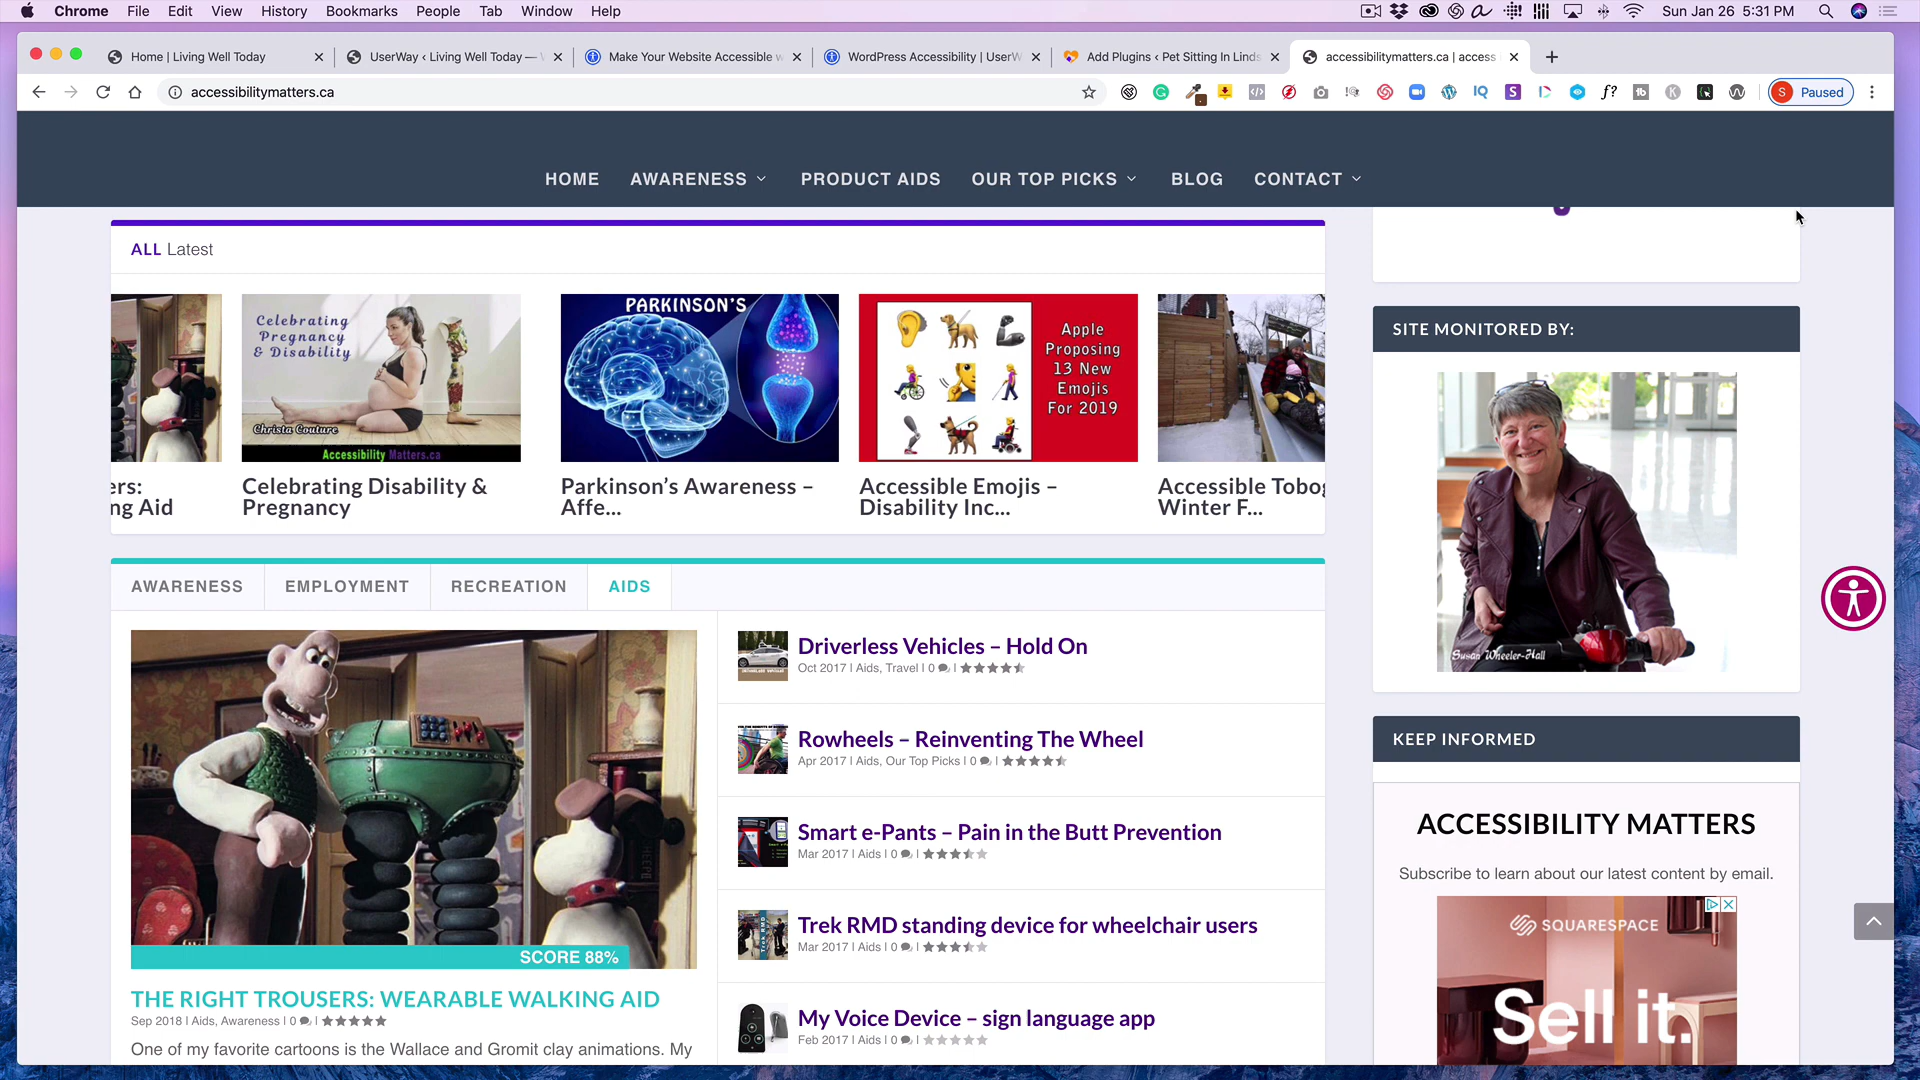 Chrome File Edit View History Bookmarks People Tab Window Help
Sun Jan 26 5:31 PM
Home | Living Well Today
UserWay ‹ Living Well Today —
Make Your Website Accessible
WordPress Accessibility | UserW
Add Plugins ‹ Pet Sitting In Linds
accessibilitymatters.ca | access
accessibilitymatters.ca
Paused
HOME AWARENESS PRODUCT AIDS OUR TOP PICKS BLOG CONTACT
ALL Latest
Celebrating
Pregnancy
& Disability
Christa Couture
Accessibility Matters.ca
PARKINSON'S
Apple
Proposing
13 New
Emojis
For 2019
ers:
ng Aid
Celebrating Disability &
Pregnancy
Parkinson's Awareness –
Affe...
Accessible Emojis –
Disability Inc...
Accessible Tobog
Winter F...
AWARENESS EMPLOYMENT RECREATION AIDS
SCORE 88%
THE RIGHT TROUSERS: WEARABLE WALKING AID
Sep 2018 | Aids, Awareness | 0 |
One of my favorite cartoons is the Wallace and Gromit clay animations. My
Driverless Vehicles – Hold On
Oct 2017 | Aids, Travel | 0 |
Rowheels – Reinventing The Wheel
Apr 2017 | Aids, Our Top Picks | 0 |
Smart e-Pants – Pain in the Butt Prevention
Mar 2017 | Aids | 0 |
Trek RMD standing device for wheelchair users
Mar 2017 | Aids | 0 |
My Voice Device – sign language app
Feb 2017 | Aids | 0 |
SITE MONITORED BY:
Susan Wheeler-Hall
KEEP INFORMED
ACCESSIBILITY MATTERS
Subscribe to learn about our latest content by email.
SQUARESPACE
Sell it.